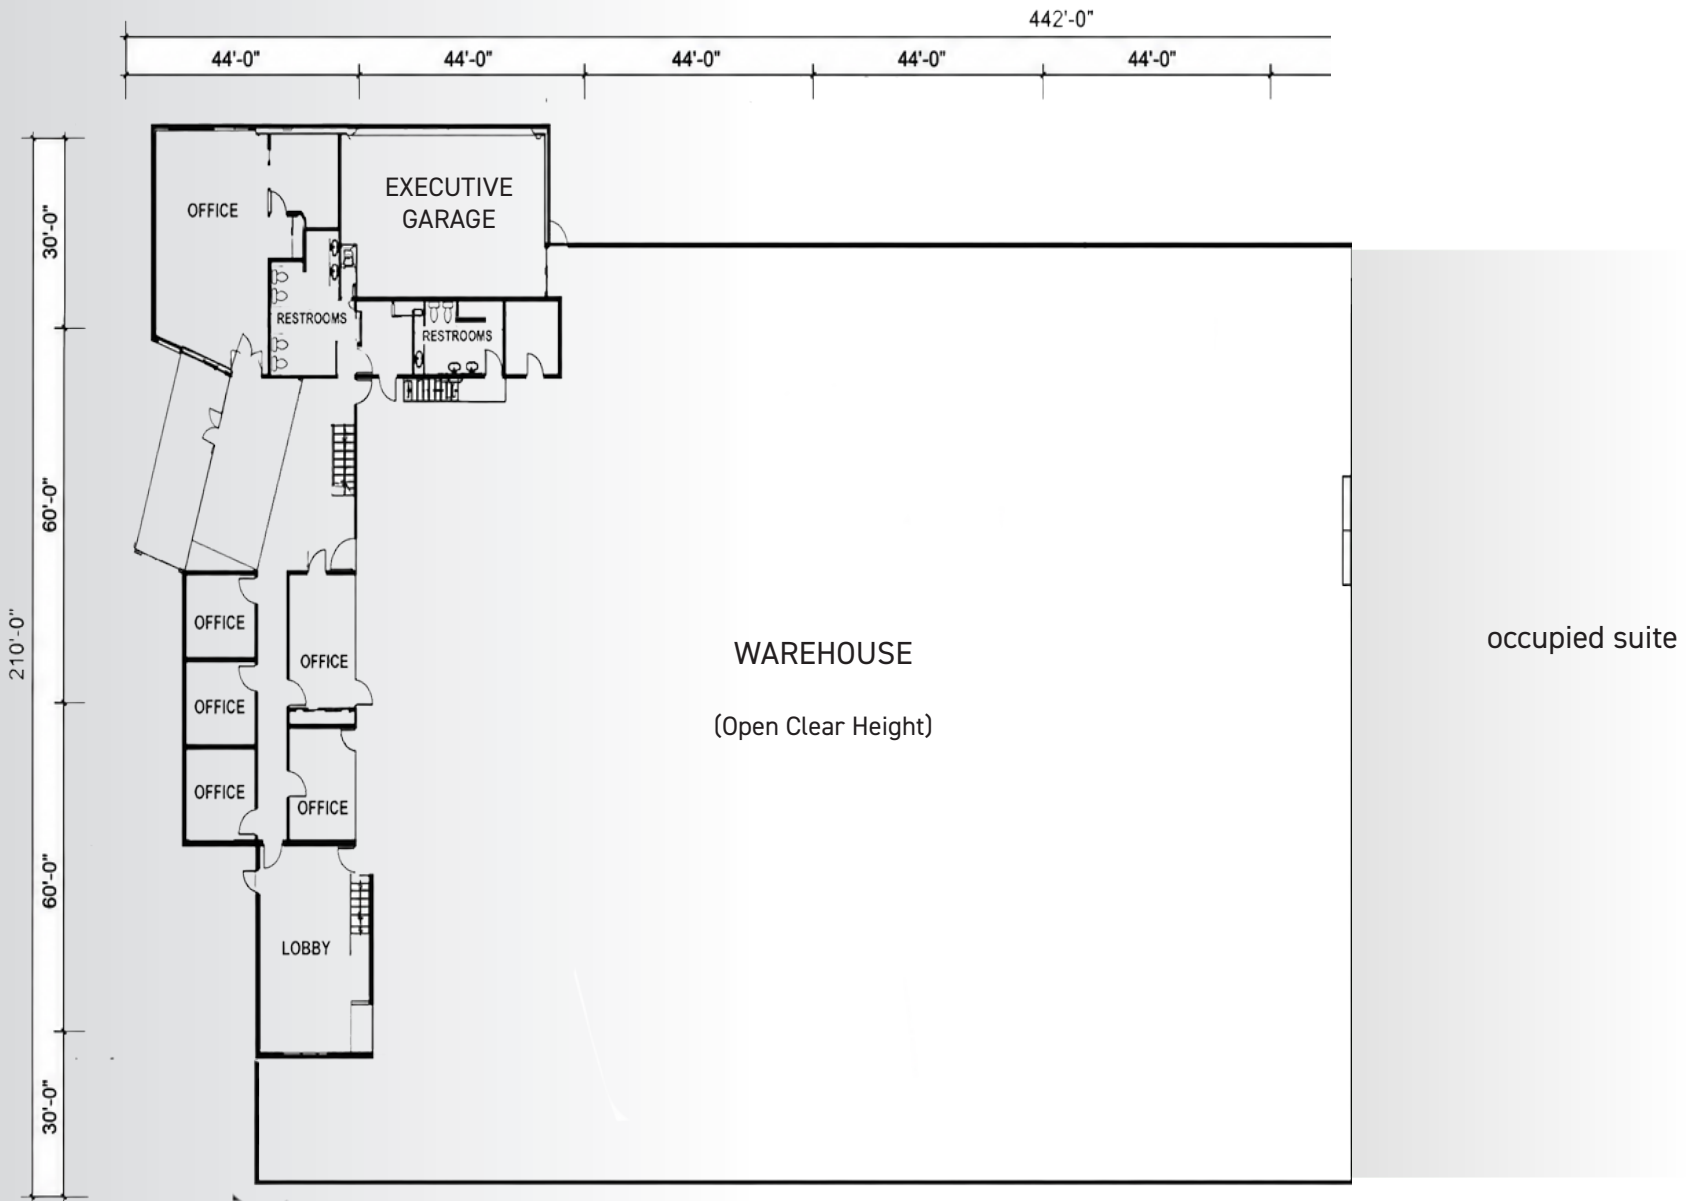 442'-0"
44'-0"
44'-0"
44'-0"
44'-0"
44'-0"
30'-0"
60'-0"
210'-0"
60'-0"
30'-0"
OFFICE
EXECUTIVE
GARAGE
RESTROOMS
RESTROOMS
OFFICE
OFFICE
OFFICE
OFFICE
OFFICE
LOBBY
WAREHOUSE
(Open Clear Height)
occupied suite